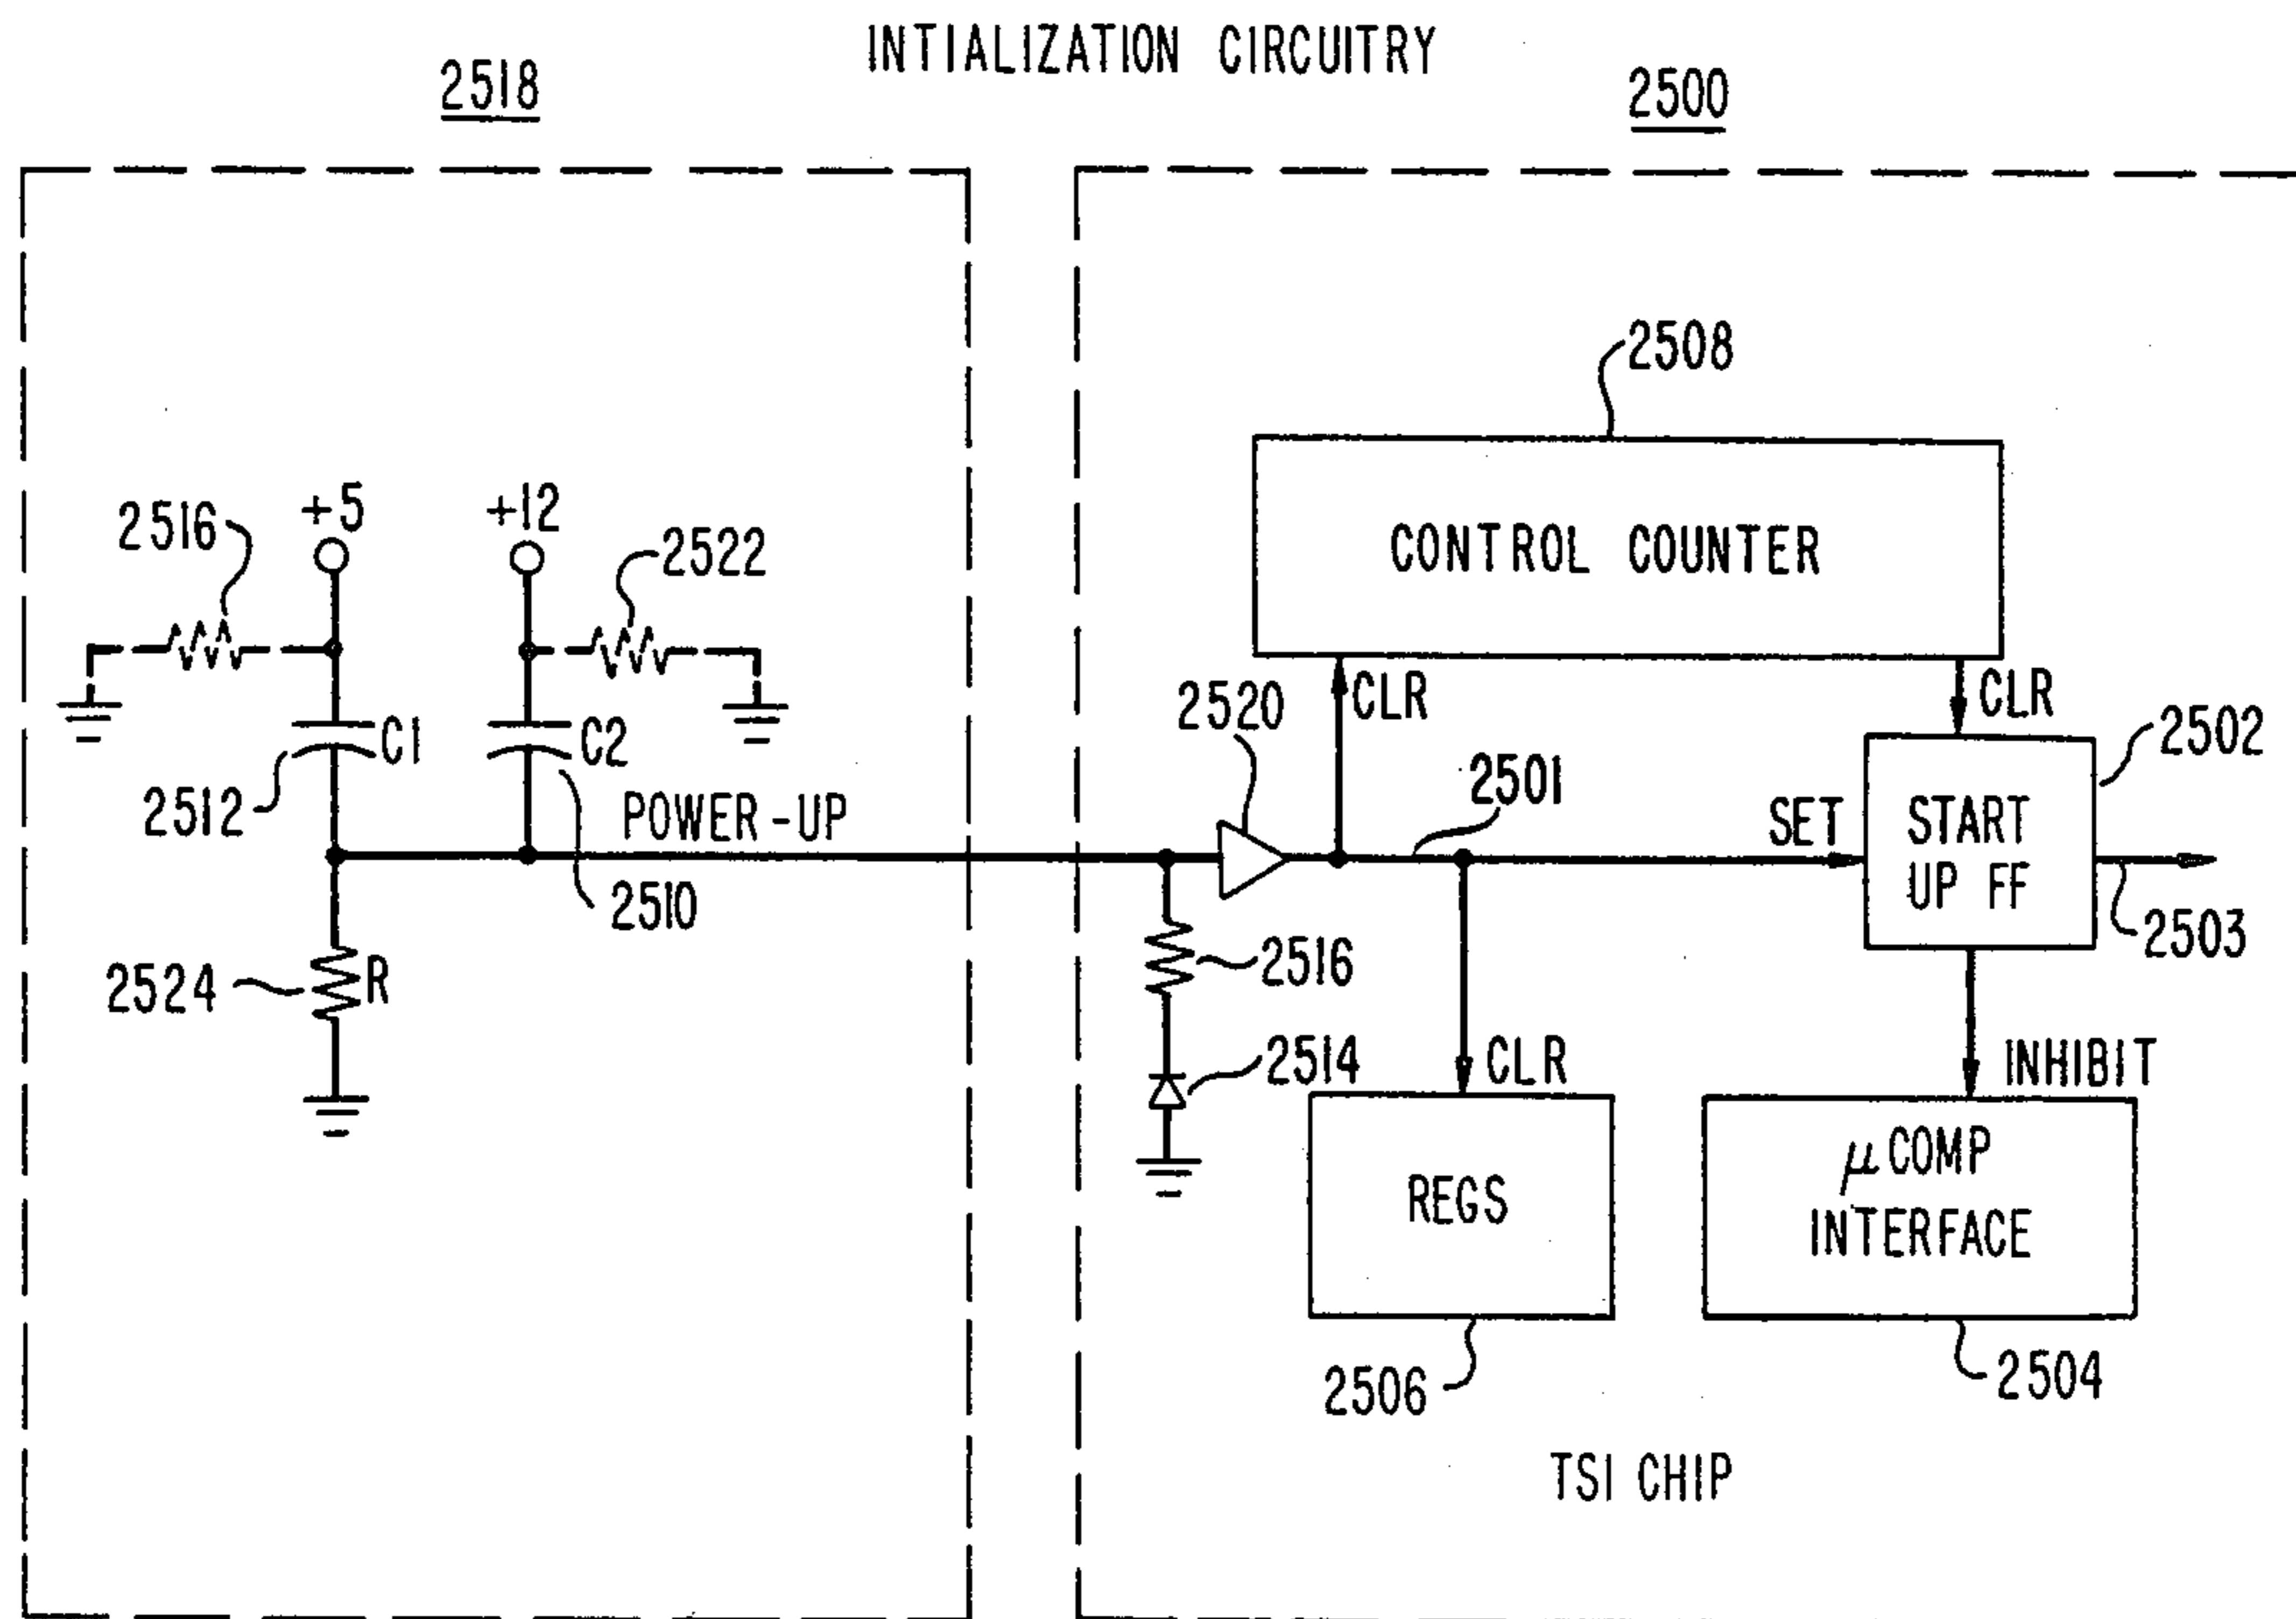 INTIALIZATION CIRCUITRY
2518
2500
2508
CONTROL COUNTER
+5
+12
2516
2522
C1
C2
2512
2510
POWER-UP
2524
R
2520
CLR
CLR
2501
SET
START
UP FF
2502
2503
2516
2514
CLR
INHIBIT
REGS
μCOMP
INTERFACE
2506
2504
TSI CHIP